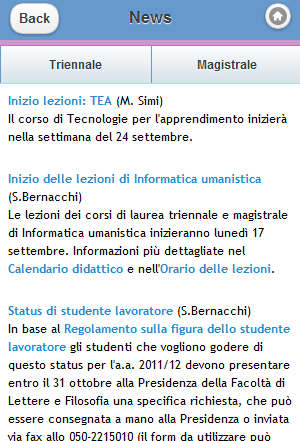 Back
News
Triennale
Magistrale
Inizio lezioni: TEA (M. Simi)
Il corso di Tecnologie per l'apprendimento inizierà
nella settimana del 24 settembre.
Inizio delle lezioni di Informatica umanistica
(S.Bernacchi)
Le lezioni dei corsi di laurea triennale e magistrale
di Informatica umanistica inizieranno lunedì 17
settembre. Informazioni più dettagliate nel
Calendario didattico e nell'Orario delle lezioni.
Status di studente lavoratore (S.Bernacchi)
In base al Regolamento sulla figura dello studente
lavoratore gli studenti che vogliono godere di
questo status per l'a.a. 2011/12 devono presentare
entro il 31 ottobre alla Presidenza della Facoltà di
Lettere e Filosofia una specifica richiesta, che può
essere consegnata a mano alla Presidenza o inviata
via fax allo 050-2215010 (il form da utilizzare può